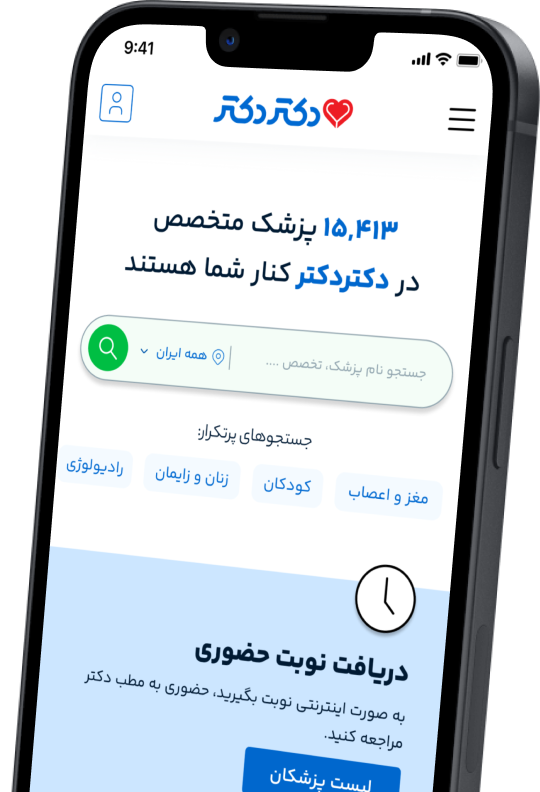 9:41
دکتردکتر
۱۵,۴۱۳ پزشک متخصص
در دکتردکتر کنار شما هستند
جستجو نام پزشک، تخصص .... همه ایران
جستجوهای پرتکرار:
مغز و اعصاب کودکان زنان و زایمان رادیولوژی
دریافت نوبت حضوری
به صورت اینترنتی نوبت بگیرید، حضوری به مطب دکتر
مراجعه کنید.
لیست پزشکان